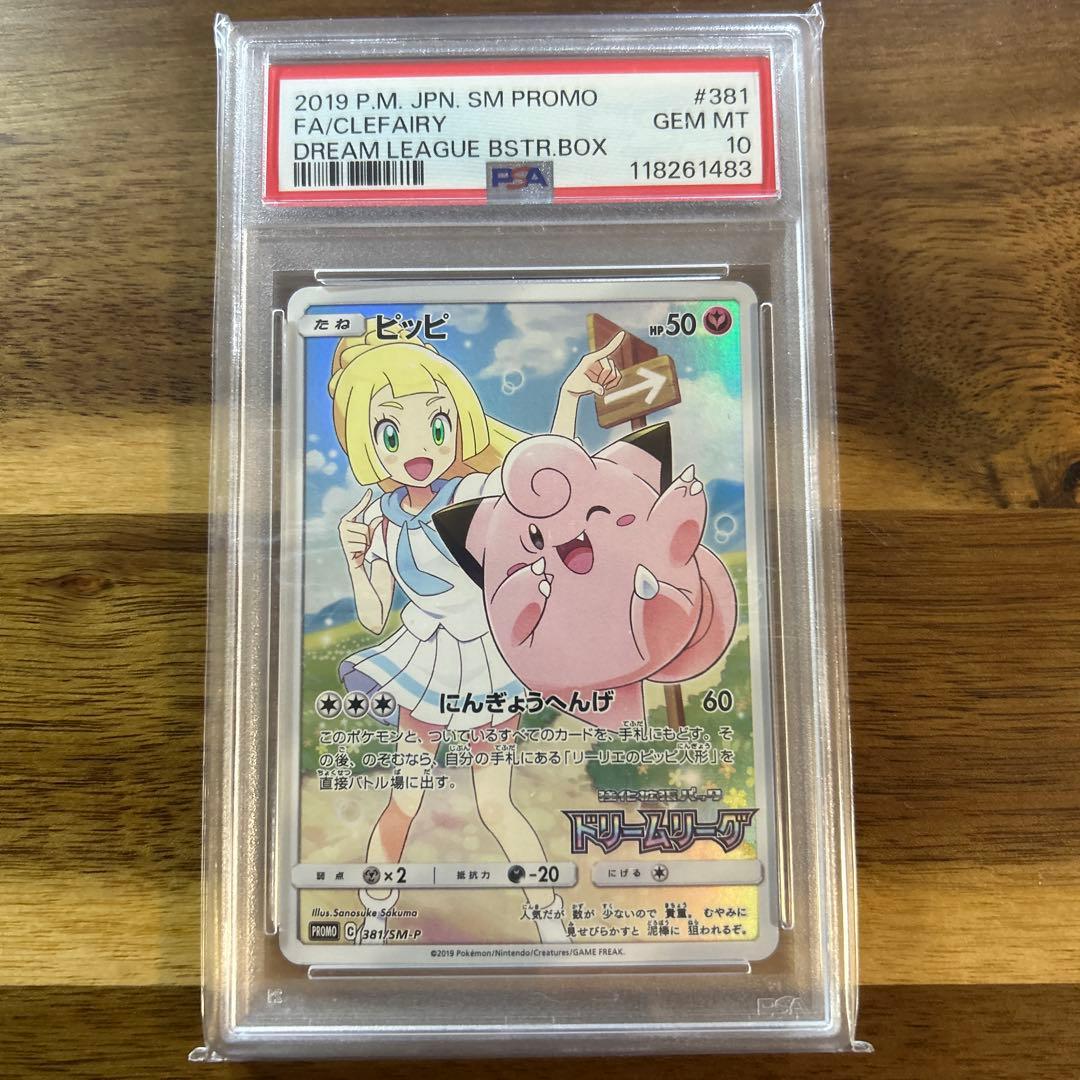 2019 P.M. JPN. SM PROMO #381
FA/CLEFAIRY GEM MT
DREAM LEAGUE BSTR.BOX 10
PSA 118261483
たね ピッピ HP50
にんぎょうへんげ 60
このポケモンと、ついているすべてのカードを、手札にもどす。そ
の後、のぞむなら、自分の手札にある「リーリエのピッピ人形」を
直接バトル場に出す。
強化拡張パック
ドリームリーグ
弱点 ×2 抵抗力 -20 にげる
Illus.Sanosuke Sakuma
人気だが 数が 少ないので 貴重。 むやみに
見せびらかすと 泥棒に 狙われるぞ。
PROMO C 381/SM-P
©2019 Pokémon/Nintendo/Creatures/GAME FREAK.
PSA